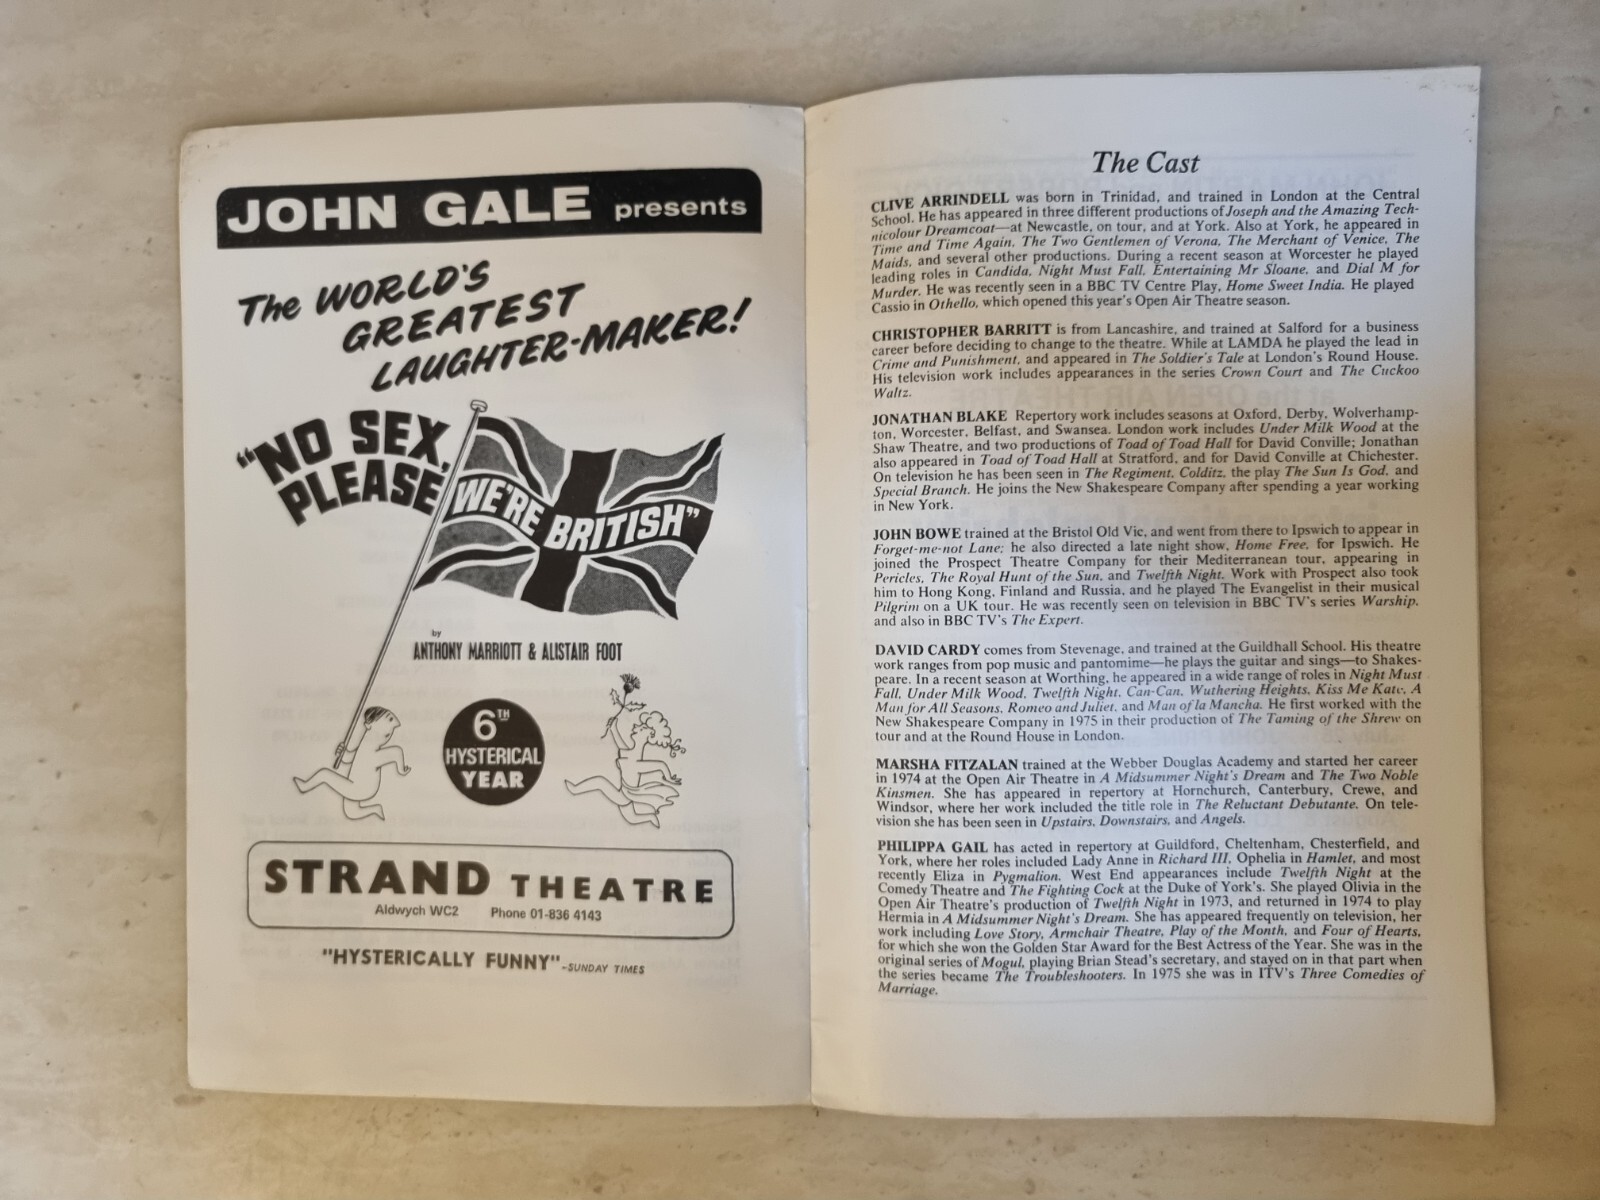 JOHN GALE presents
The WORLD'S
GREATEST
LAUGHTER-MAKER!
"NO SEX,
PLEASE
WE'RE BRITISH"
by
ANTHONY MARRIOTT & ALISTAIR FOOT
6TH
HYSTERICAL
YEAR
STRAND THEATRE
Aldwych WC2 Phone 01-836 4143
"HYSTERICALLY FUNNY" -SUNDAY TIMES
The Cast
CLIVE ARRINDELL was born in Trinidad, and trained in London at the Central
School. He has appeared in three different productions of Joseph and the Amazing Tech-
nicolour Dreamcoat—at Newcastle, on tour, and at York. Also at York, he appeared in
Time and Time Again, The Two Gentlemen of Verona, The Merchant of Venice, The
Maids, and several other productions. During a recent season at Worcester he played
leading roles in Candida, Night Must Fall, Entertaining Mr Sloane, and Dial M for
Murder. He was recently seen in a BBC TV Centre Play, Home Sweet India. He played
Cassio in Othello, which opened this year's Open Air Theatre season.
CHRISTOPHER BARRITT is from Lancashire, and trained at Salford for a business
career before deciding to change to the theatre. While at LAMDA he played the lead in
Crime and Punishment, and appeared in The Soldier's Tale at London's Round House.
His television work includes appearances in the series Crown Court and The Cuckoo
Waltz.
JONATHAN BLAKE Repertory work includes seasons at Oxford, Derby, Wolverhamp-
ton, Worcester, Belfast, and Swansea. London work includes Under Milk Wood at the
Shaw Theatre, and two productions of Toad of Toad Hall for David Conville; Jonathan
also appeared in Toad of Toad Hall at Stratford, and for David Conville at Chichester.
On television he has been seen in The Regiment, Colditz, the play The Sun Is God, and
Special Branch. He joins the New Shakespeare Company after spending a year working
in New York.
JOHN BOWE trained at the Bristol Old Vic, and went from there to Ipswich to appear in
Forget-me-not Lane; he also directed a late night show, Home Free, for Ipswich. He
joined the Prospect Theatre Company for their Mediterranean tour, appearing in
Pericles, The Royal Hunt of the Sun, and Twelfth Night. Work with Prospect also took
him to Hong Kong, Finland and Russia, and he played The Evangelist in their musical
Pilgrim on a UK tour. He was recently seen on television in BBC TV's series Warship,
and also in BBC TV's The Expert.
DAVID CARDY comes from Stevenage, and trained at the Guildhall School. His theatre
work ranges from pop music and pantomime—he plays the guitar and sings—to Shakes-
peare. In a recent season at Worthing, he appeared in a wide range of roles in Night Must
Fall, Under Milk Wood, Twelfth Night, Can-Can, Wuthering Heights, Kiss Me Kate, A
Man for All Seasons, Romeo and Juliet, and Man of la Mancha. He first worked with the
New Shakespeare Company in 1975 in their production of The Taming of the Shrew on
tour and at the Round House in London.
MARSHA FITZALAN trained at the Webber Douglas Academy and started her career
in 1974 at the Open Air Theatre in A Midsummer Night's Dream and The Two Noble
Kinsmen. She has appeared in repertory at Hornchurch, Canterbury, Crewe, and
Windsor, where her work included the title role in The Reluctant Debutante. On tele-
vision she has been seen in Upstairs, Downstairs, and Angels.
PHILIPPA GAIL has acted in repertory at Guildford, Cheltenham, Chesterfield, and
York, where her roles included Lady Anne in Richard III, Ophelia in Hamlet, and most
recently Eliza in Pygmalion. West End appearances include Twelfth Night at the
Comedy Theatre and The Fighting Cock at the Duke of York's. She played Olivia in the
Open Air Theatre's production of Twelfth Night in 1973, and returned in 1974 to play
Hermia in A Midsummer Night's Dream. She has appeared frequently on television, her
work including Love Story, Armchair Theatre, Play of the Month, and Four of Hearts,
for which she won the Golden Star Award for the Best Actress of the Year. She was in the
original series of Mogul, playing Brian Stead's secretary, and stayed on in that part when
the series became The Troubleshooters. In 1975 she was in ITV's Three Comedies of
Marriage.